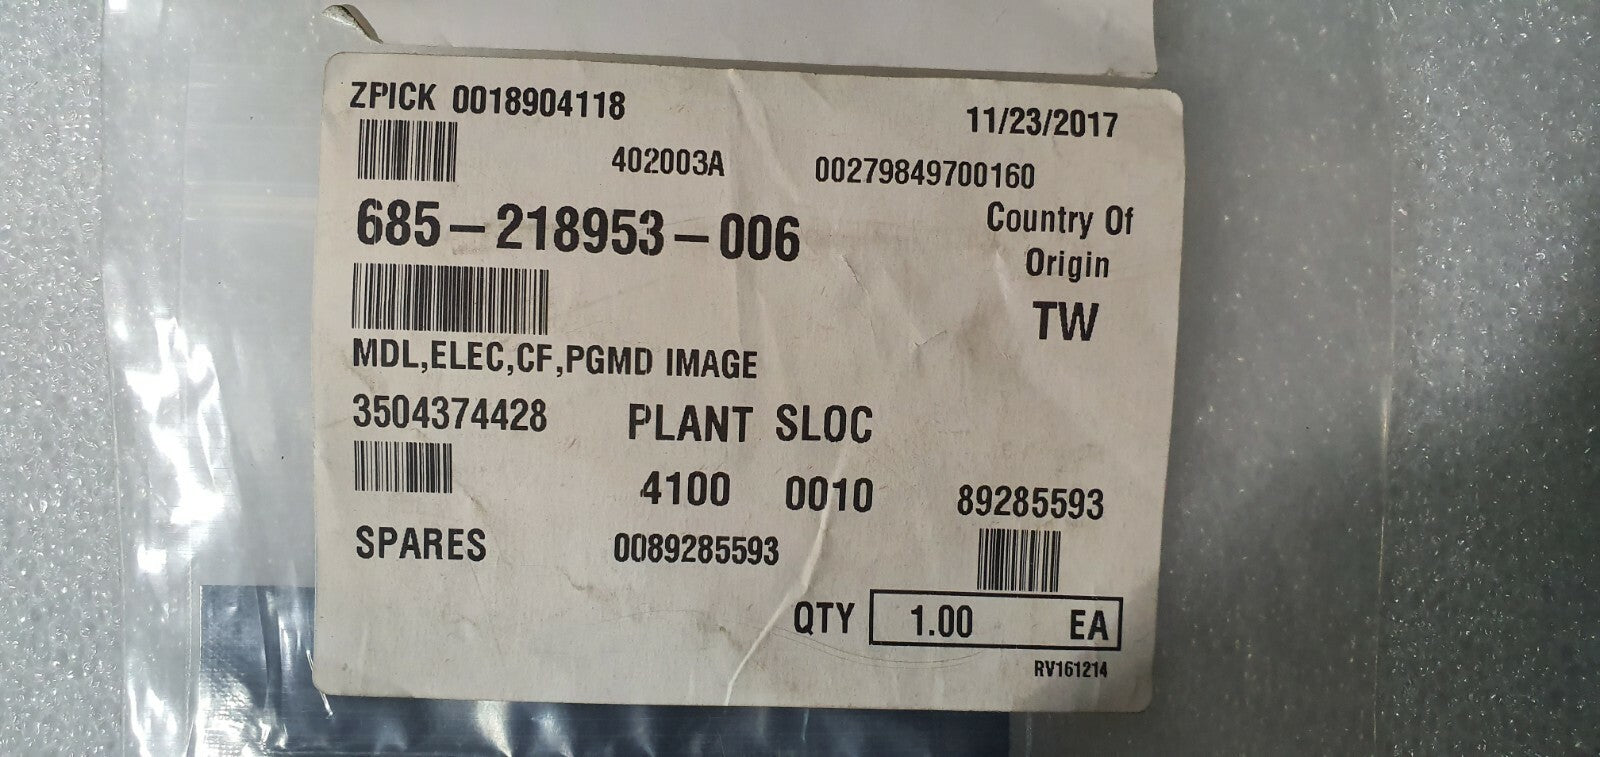 ZPICK 0018904118
11/23/2017
402003A
00279849700160
685-218953-006
Country Of
Origin
TW
MDL,ELEC,CF,PGMD IMAGE
3504374428
PLANT SLOC
4100 0010
89285593
SPARES
0089285593
QTY 1.00 EA
RV161214